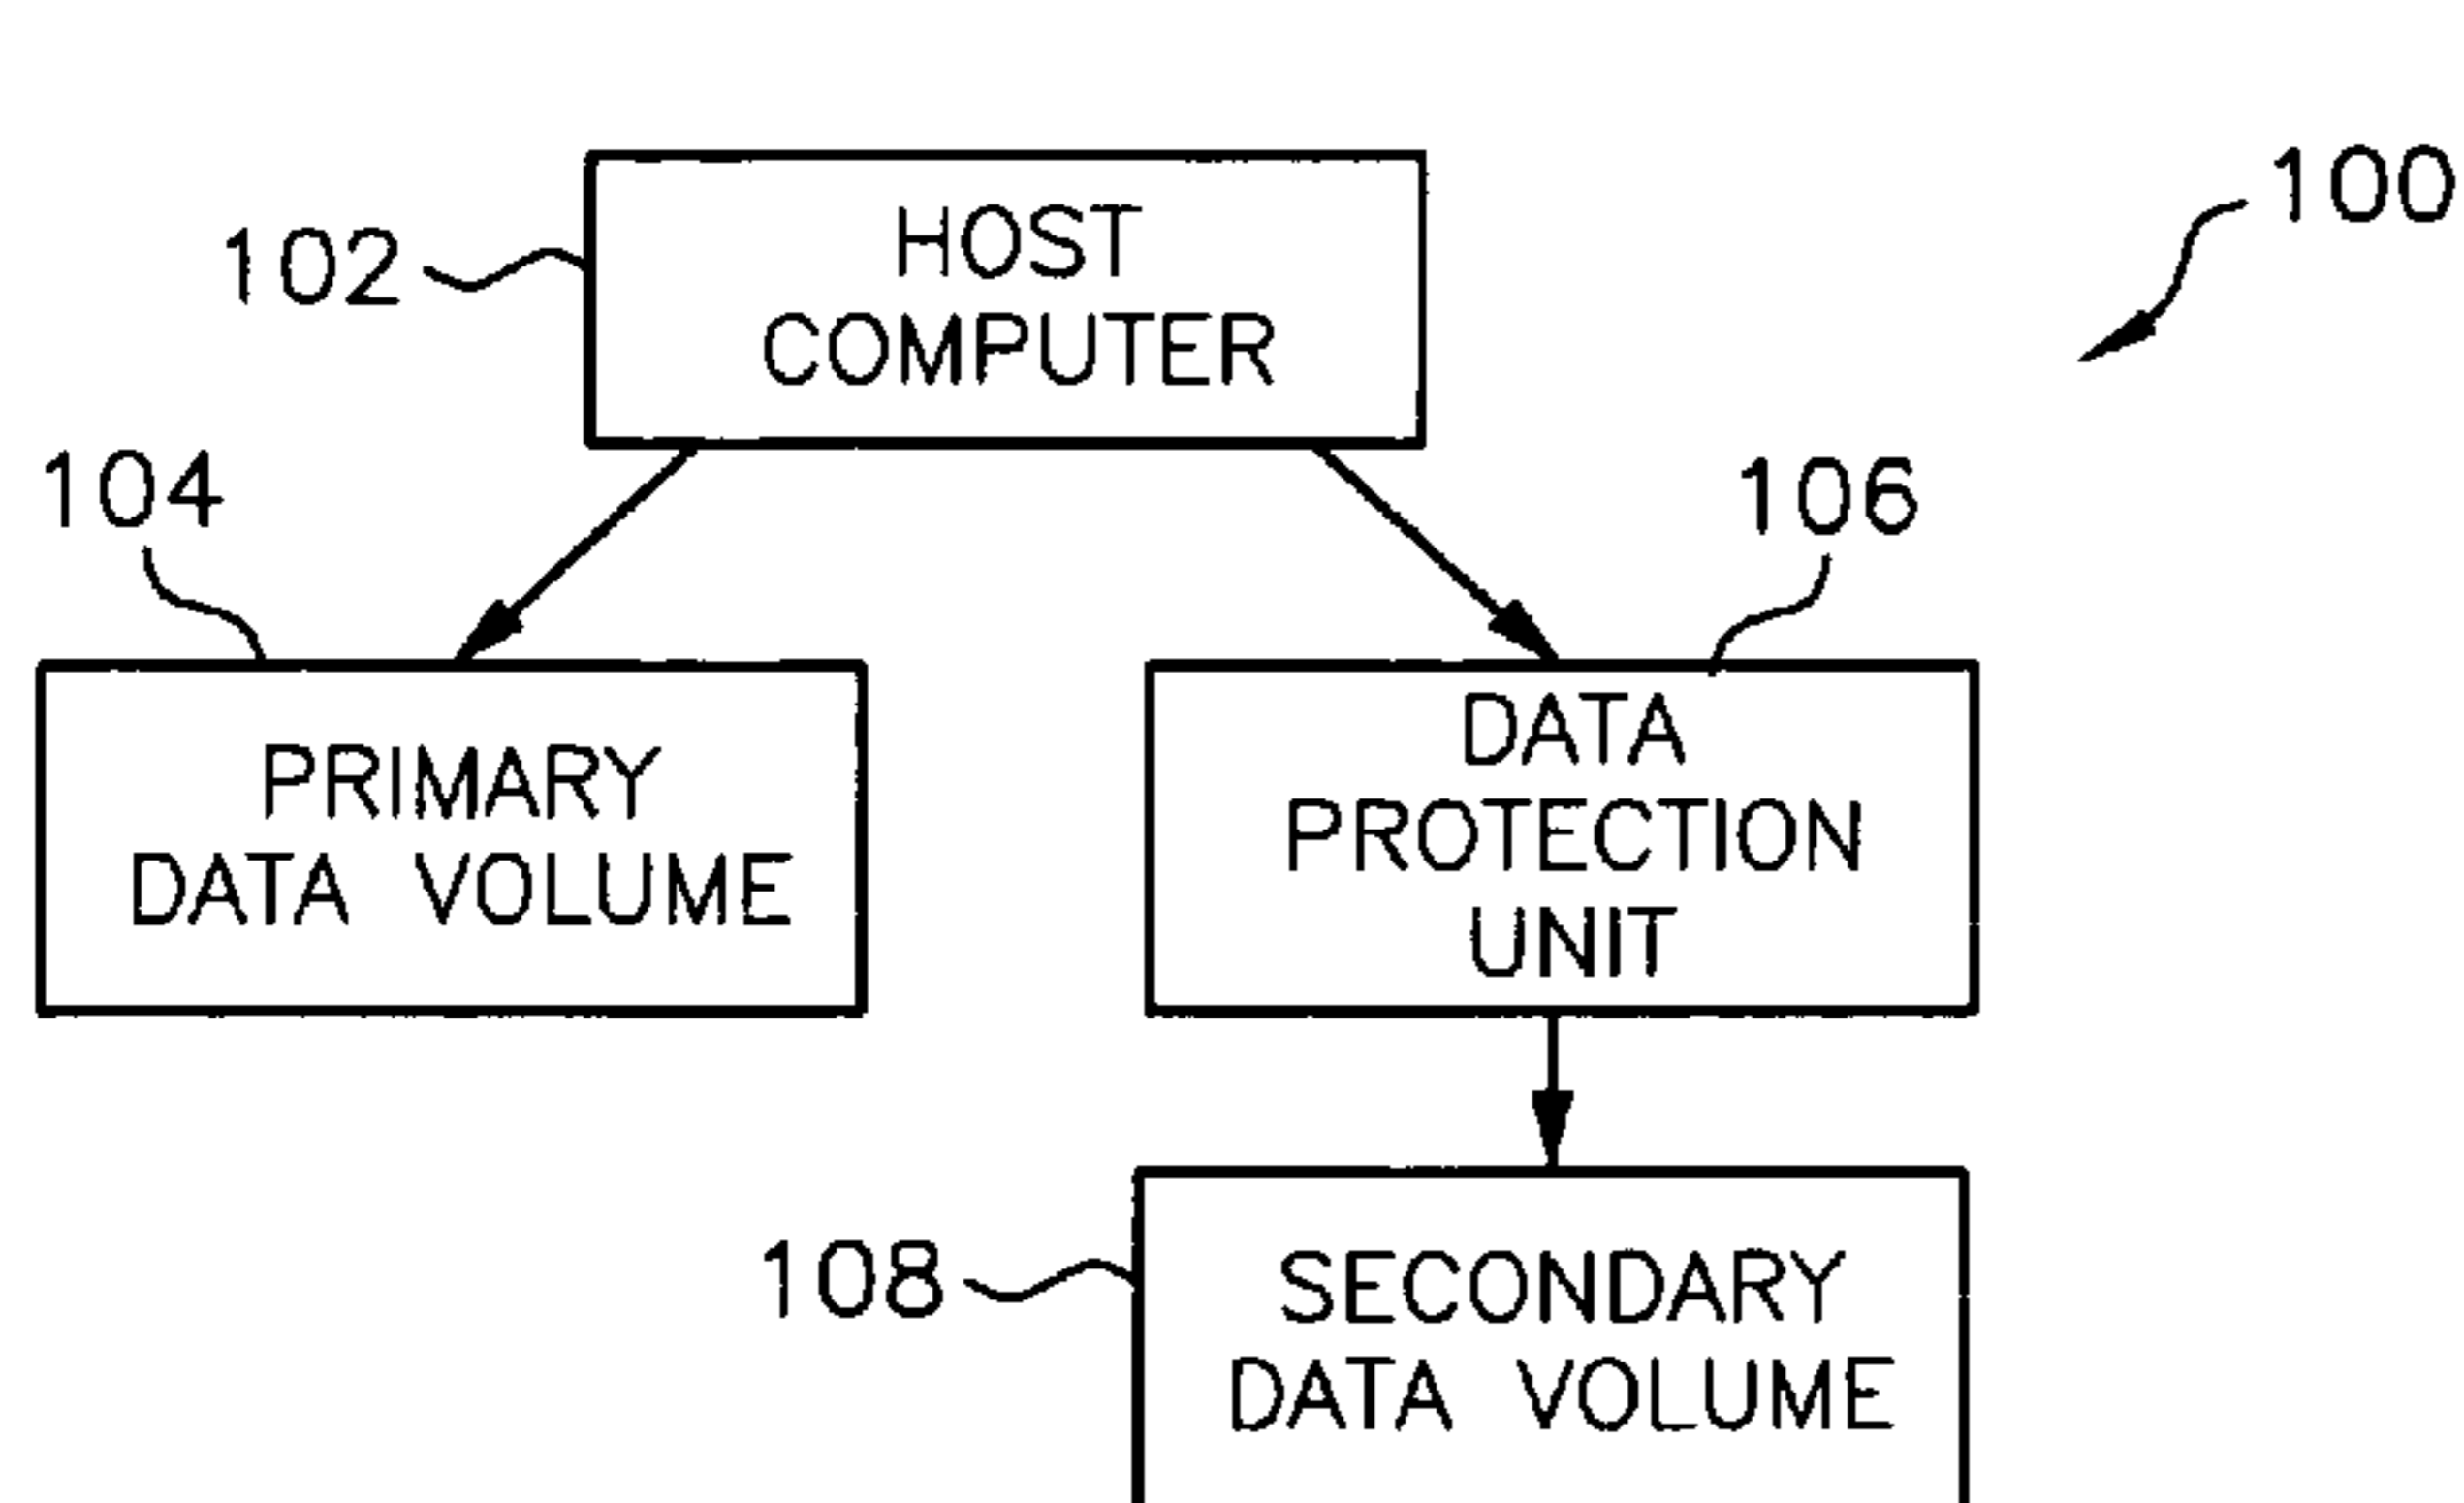 100
102
HOST
COMPUTER
104
106
PRIMARY
DATA VOLUME
DATA
PROTECTION
UNIT
108
SECONDARY
DATA VOLUME